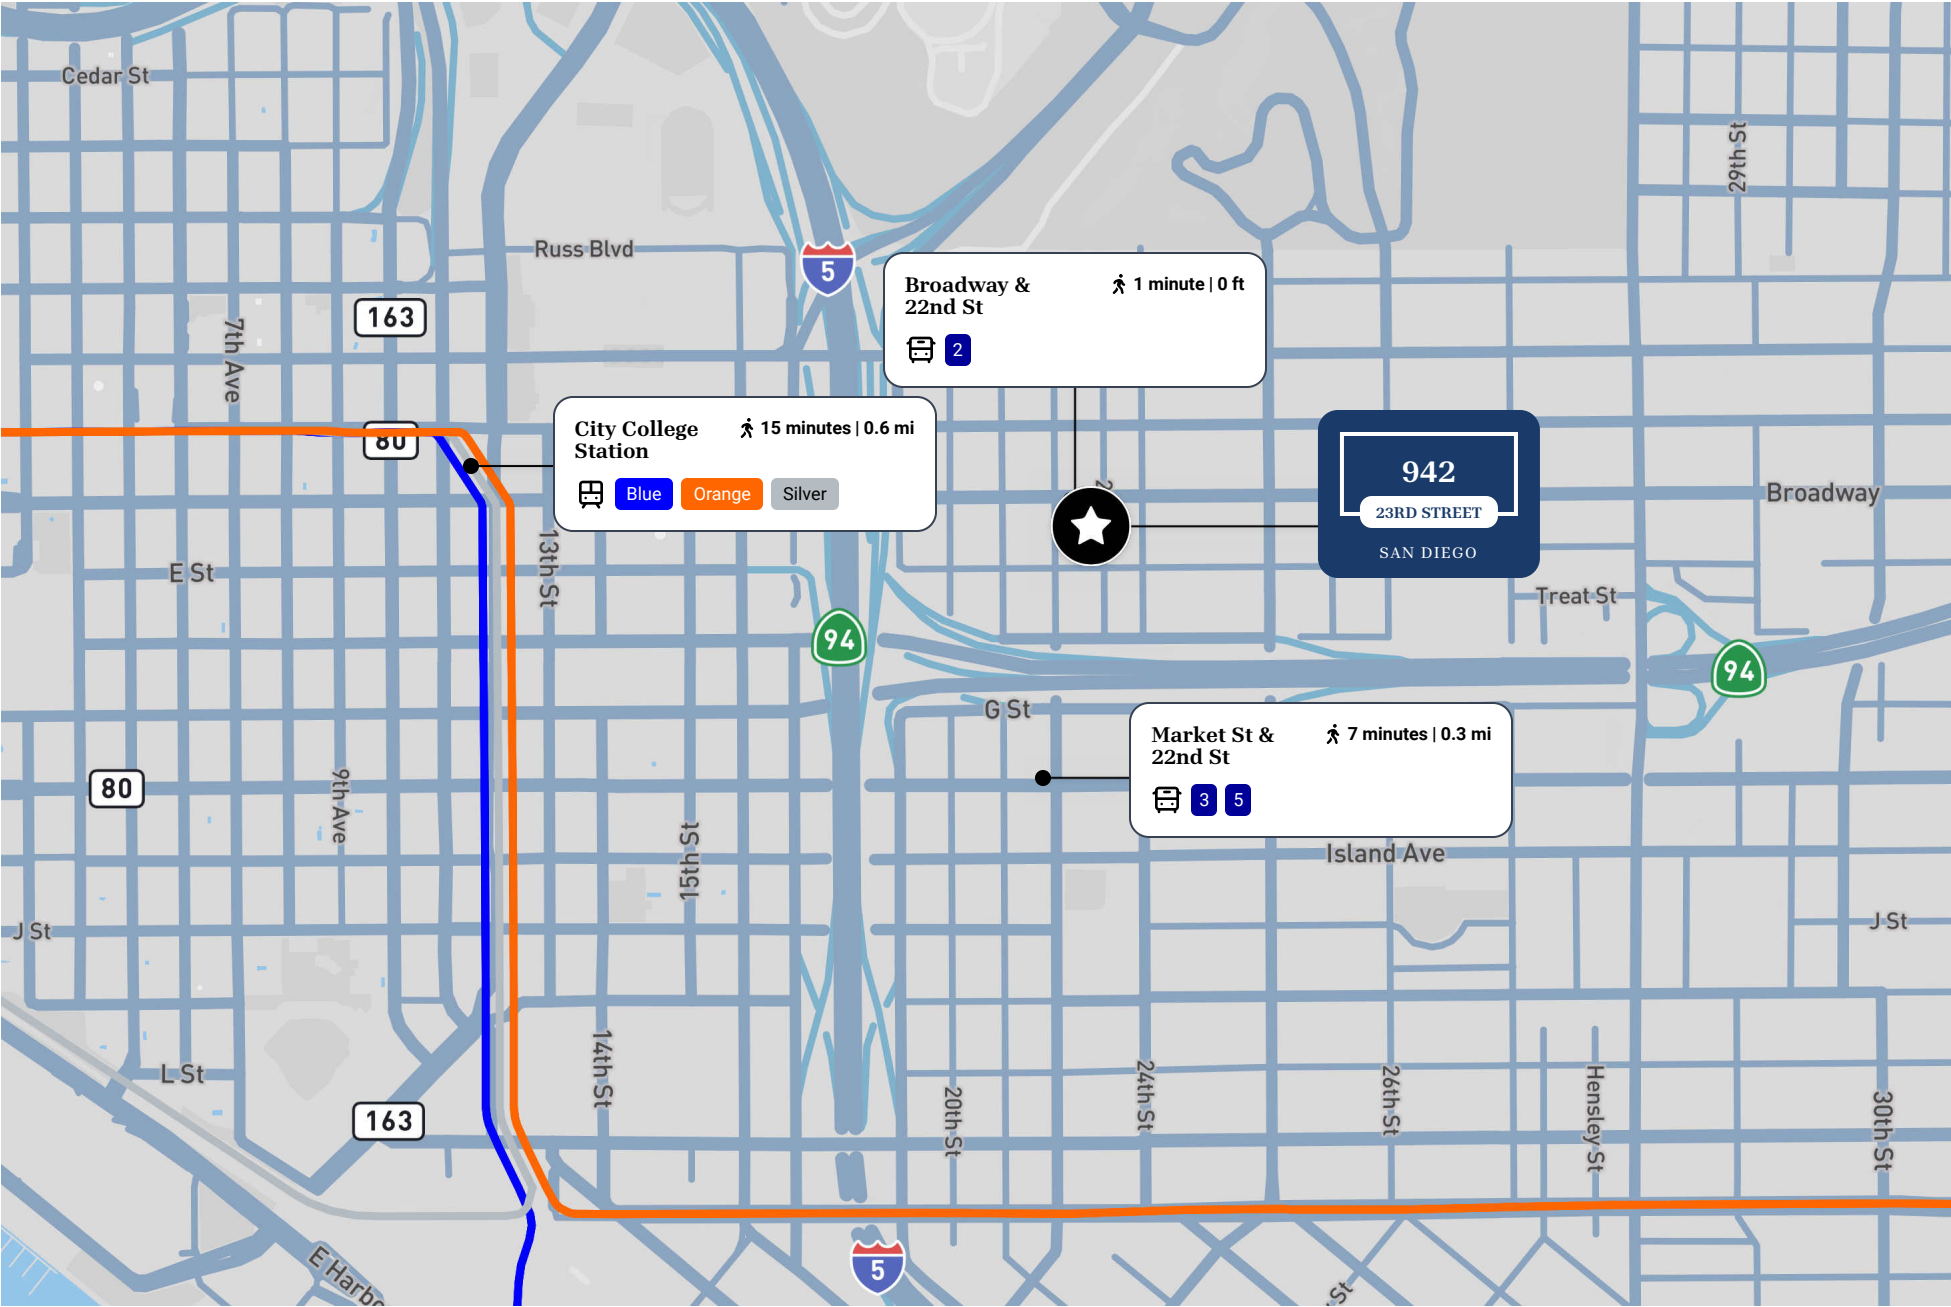 Cedar St
29th St
Russ Blvd
5
Broadway &
22nd St
1 minute | 0 ft
2
163
7th Ave
80
City College
Station
15 minutes | 0.6 mi
Blue
Orange
Silver
942
23RD STREET
SAN DIEGO
Broadway
2
E St
13th St
Treat St
94
94
G St
Market St &
22nd St
7 minutes | 0.3 mi
3
5
80
9th Ave
15th St
Island Ave
J St
J St
L St
14th St
163
20th St
24th St
26th St
Hensley St
30th St
E Harbo
5
St